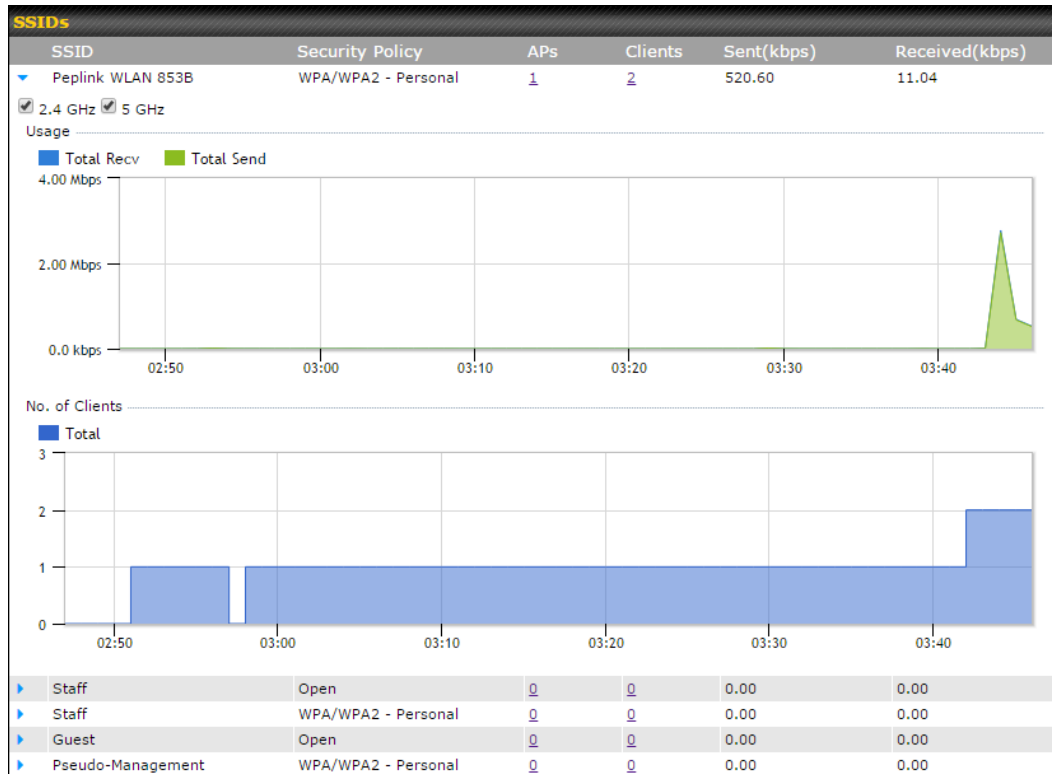 SSIDs
SSID Security Policy APs Clients Sent(kbps) Received(kbps)
Peplink WLAN 853B WPA/WPA2 - Personal 1 2 520.60 11.04
2.4 GHz 5 GHz
Usage
Total Recv Total Send
4.00 Mbps
2.00 Mbps
0.0 kbps
02:50 03:00 03:10 03:20 03:30 03:40
No. of Clients
Total
3
2
1
0
02:50 03:00 03:10 03:20 03:30 03:40
Staff Open 0 0 0.00 0.00
Staff WPA/WPA2 - Personal 0 0 0.00 0.00
Guest Open 0 0 0.00 0.00
Pseudo-Management WPA/WPA2 - Personal 0 0 0.00 0.00